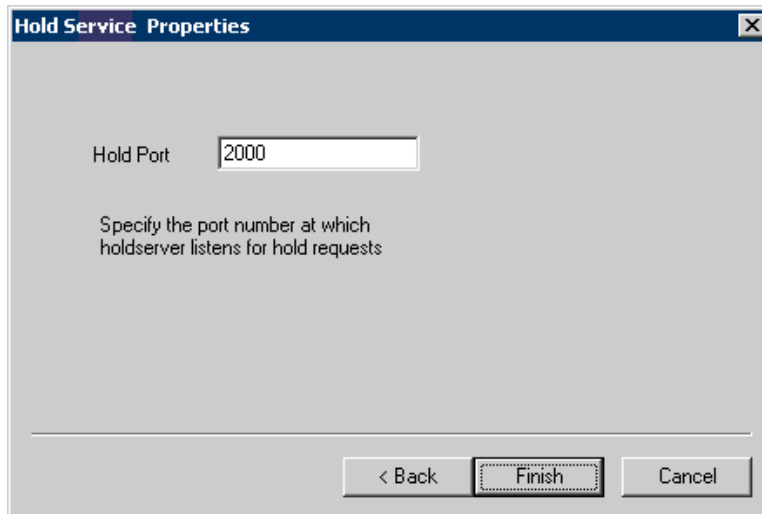 Hold Service Properties
Hold Port 2000
Specify the port number at which
holdserver listens for hold requests
< Back Finish Cancel